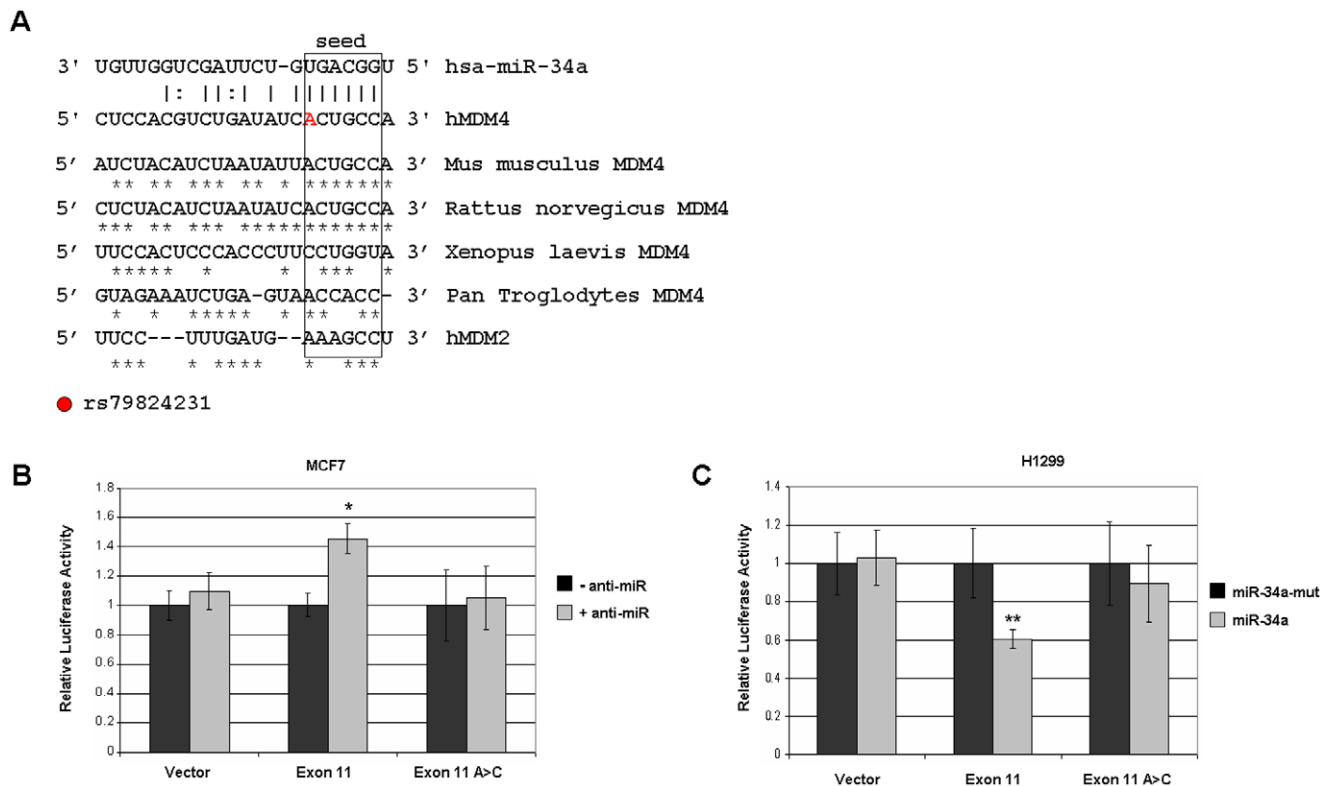 A
seed
3' UGUUGGUCGAUUCU-GUGACGGU 5' hsa-miR-34a
|: ||:| | |||||||
5' CUCCACGUCUGAUAUCACUGCCA 3' hMDM4
5' AUCUACAUCUAAUAUUACUGCCA 3' Mus musculus MDM4
** ** *** ** * *******
5' CUCUACAUCUAAUAUCACUGCCA 3' Rattus norvegicus MDM4
*** ** *** ************
5' UUCCACUCCCACCCUUCCUGGUA 3' Xenopus laevis MDM4
***** * * *** *
5' GUAGAAAUCUGA-GUAACCACC- 3' Pan Troglodytes MDM4
* * ***** ** **
5' UUCC---UUUGAUG--AAAGCCU 3' hMDM2
*** * **** * ***
rs79824231
B
MCF7
Relative Luciferase Activity
1.8
1.6
1.4
1.2
1
0.8
0.6
0.4
0.2
0
*
Vector
Exon 11
Exon 11 A>C
- anti-miR
+ anti-miR
C
H1299
Relative Luciferase Activity
1.4
1.2
1
0.8
0.6
0.4
0.2
0
**
Vector
Exon 11
Exon 11 A>C
miR-34a-mut
miR-34a